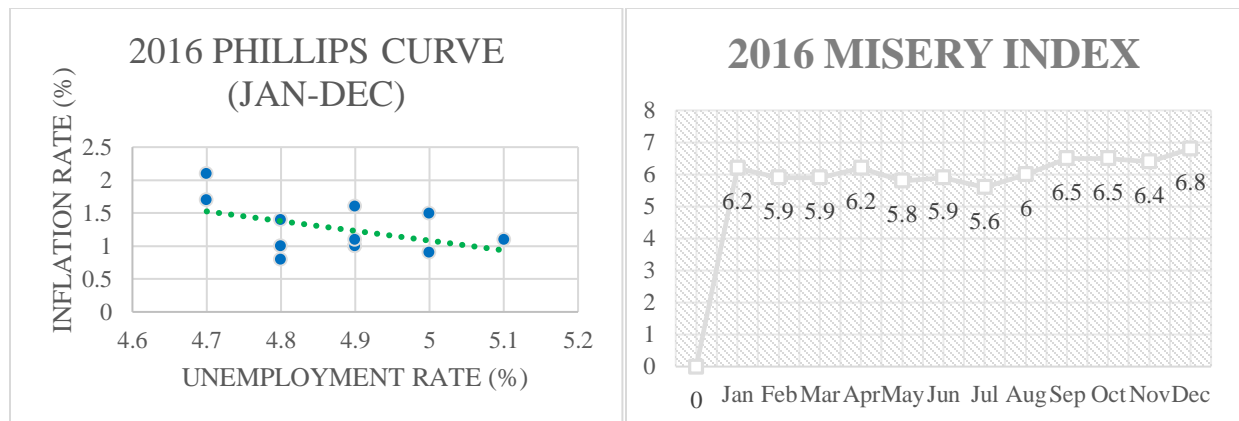 2016 PHILLIPS CURVE
(JAN-DEC)
INFLATION RATE (%)
2.5
2
1.5
1
0.5
0
4.6 4.7 4.8 4.9 5 5.1 5.2
UNEMPLOYMENT RATE (%)
2016 MISERY INDEX
8
7
6
5
4
3
2
1
0
6.2 5.9 5.9 6.2 5.8 5.9 5.6 6 6.5 6.5 6.4 6.8
0 Jan Feb Mar Apr May Jun Jul Aug Sep Oct Nov Dec